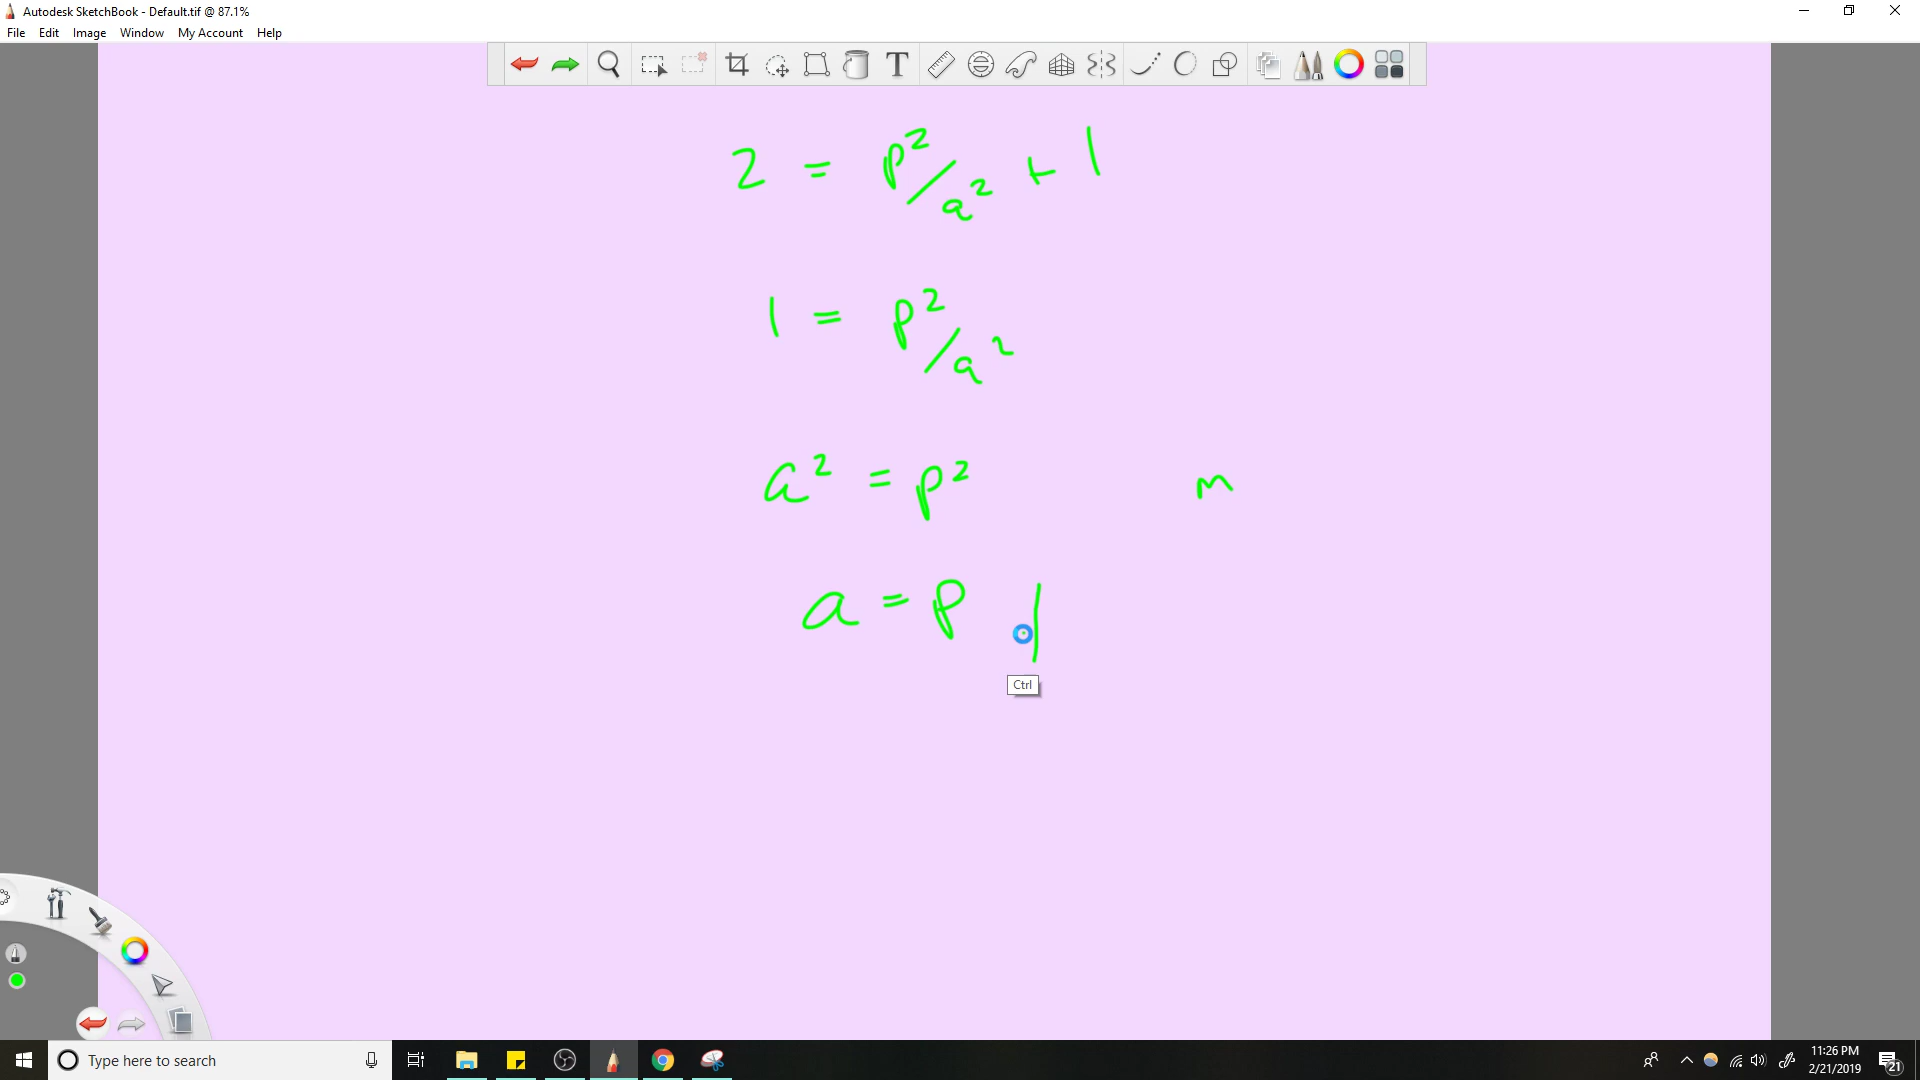 Autodesk SketchBook - Default.tif @ 87.1%
File Edit Image Window My Account Help
T
2 = p²/a² + 1
1 = p²/a²
a² = p² m
a = p |
Ctrl
Type here to search
11:26 PM
2/21/2019
21